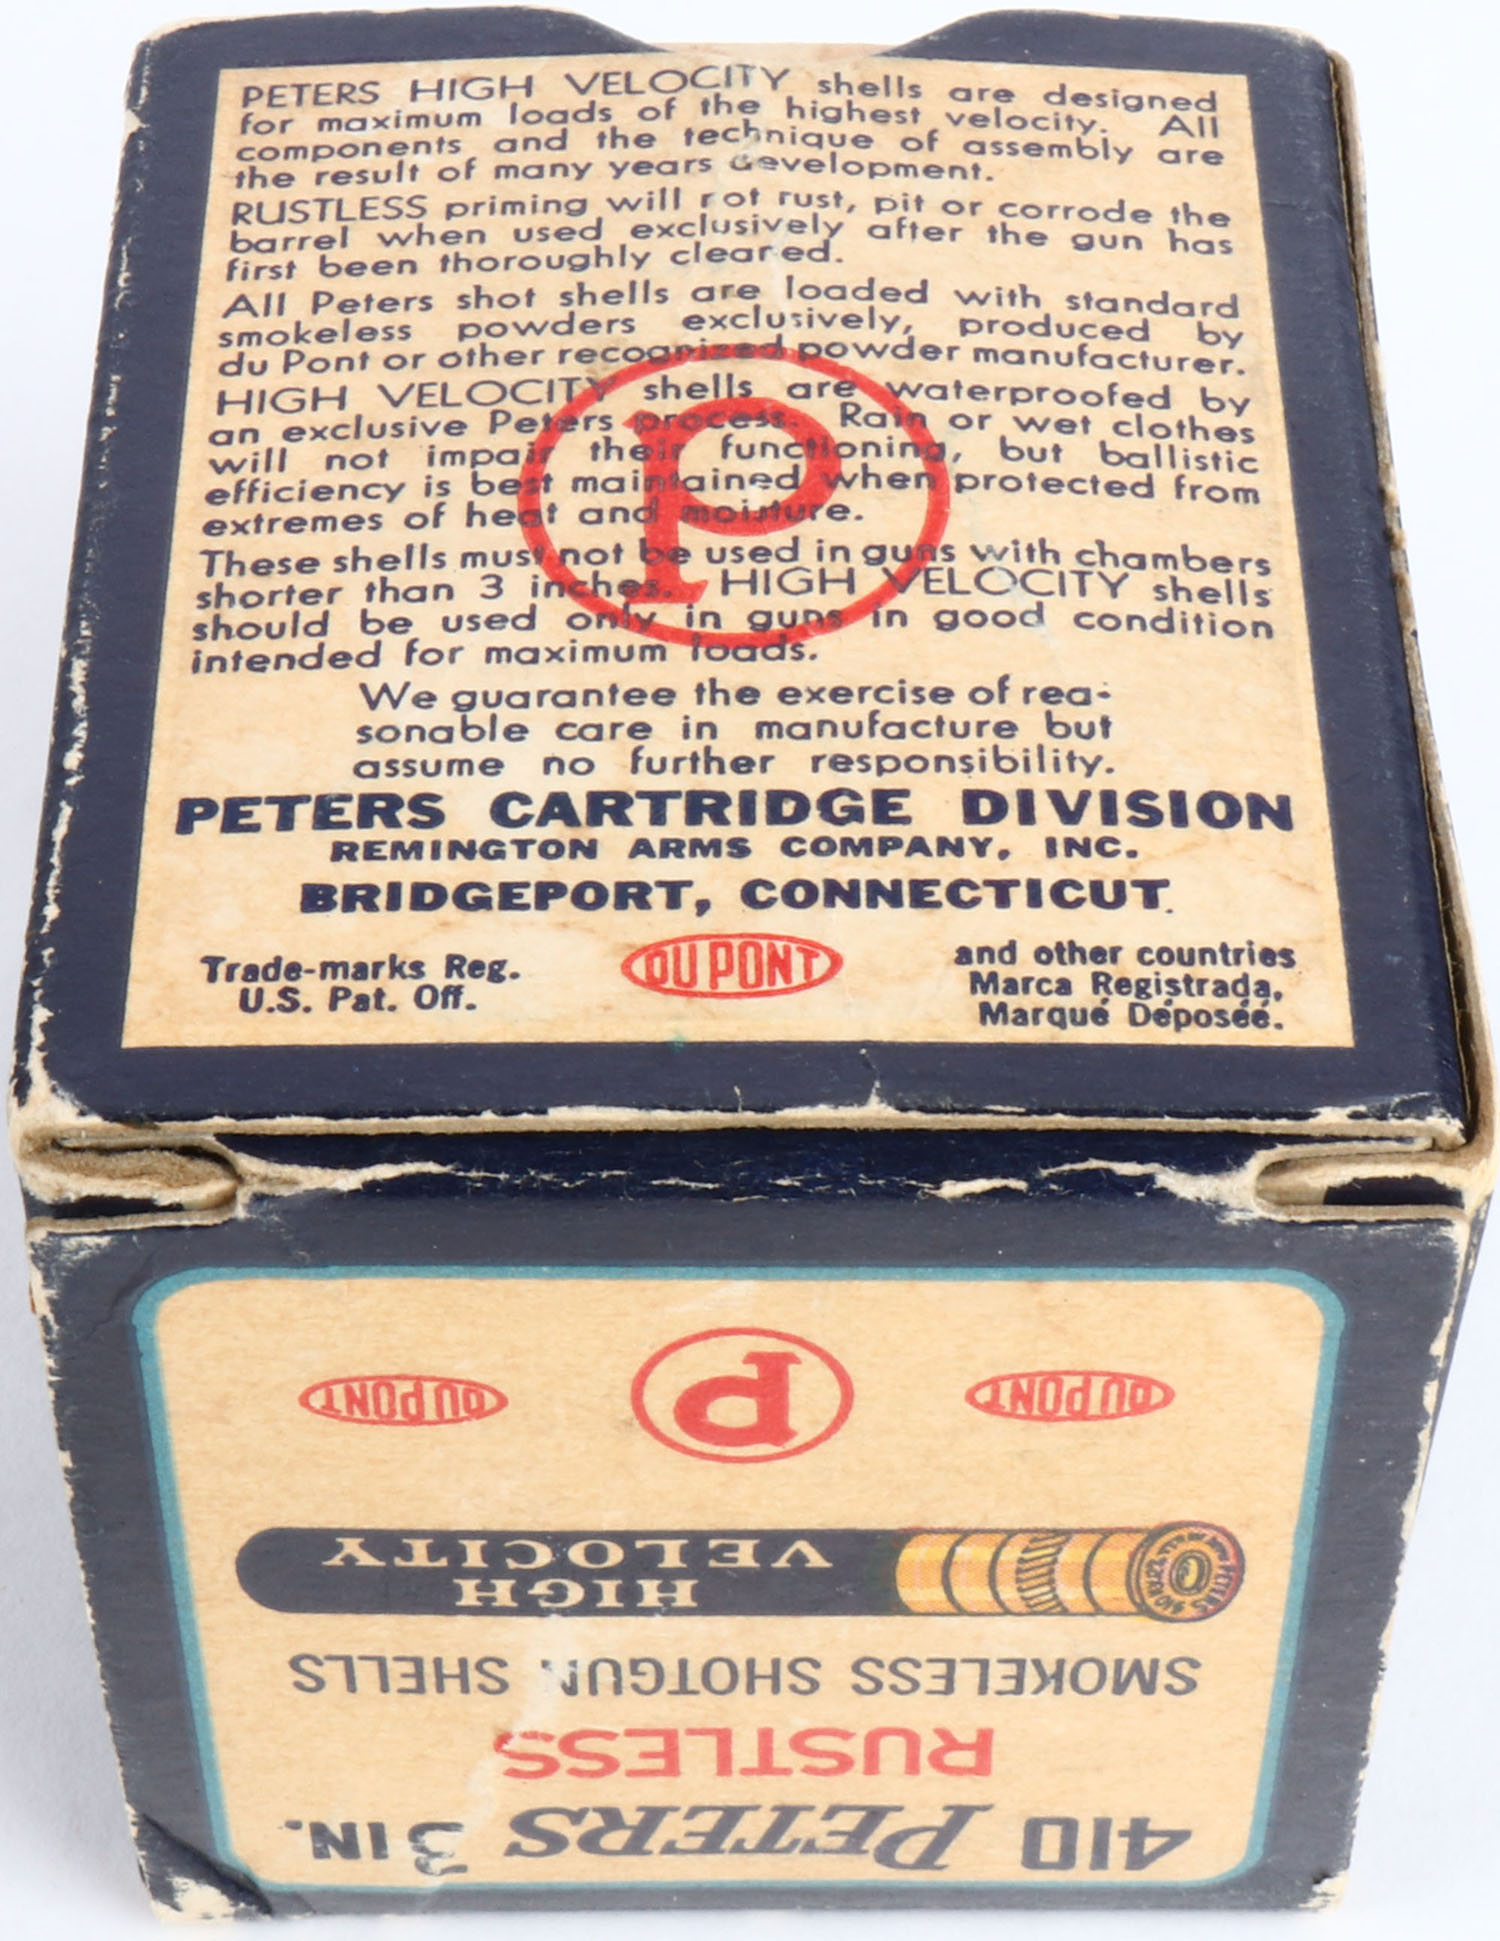 PETERS HIGH VELOCITY shells are designed
for maximum loads of the highest velocity. All
components and the technique of assembly are
the result of many years development.
RUSTLESS priming will not rust, pit or corrode the
barrel when used exclusively after the gun has
first been thoroughly cleaned.
All Peters shot shells are loaded with standard
smokeless powders exclusively, produced by
du Pont or other recognized powder manufacturer.
HIGH VELOCITY shells are waterproofed by
an exclusive Peters process. Rain or wet clothes
will not impair their functioning, but ballistic
efficiency is best maintained when protected from
extremes of heat and moisture.
These shells must not be used in guns with chambers
shorter than 3 inches. HIGH VELOCITY shells
should be used only in guns in good condition
intended for maximum loads.
P
We guarantee the exercise of rea-
sonable care in manufacture but
assume no further responsibility.
PETERS CARTRIDGE DIVISION
REMINGTON ARMS COMPANY, INC.
BRIDGEPORT, CONNECTICUT.
Trade-marks Reg.
U.S. Pat. Off.
DU PONT
and other countries
Marca Registrada,
Marqué Déposéé.
410 PETERS 3 IN.
RUSTLESS
SMOKELESS SHOTGUN SHELLS
HIGH
VELOCITY
PETERS
DU PONT P DU PONT